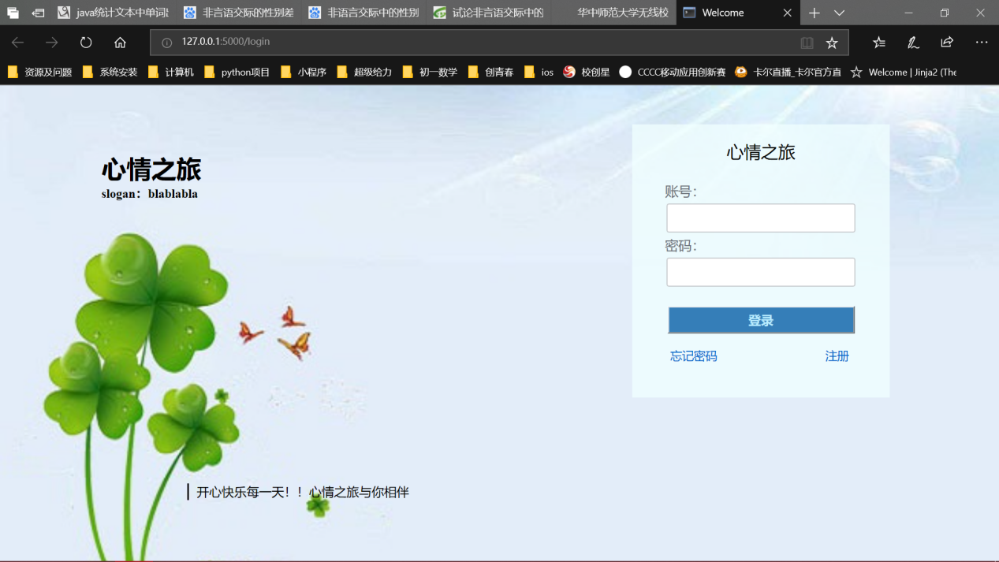 java统计文本中单词
非言语交际的性别差
非语言交际中的性别
试论非言语交际中的
华中师范大学无线校
Welcome
127.0.0.1:5000/login
资源及问题
系统安装
计算机
python项目
小程序
超级给力
初一数学
创青春
ios
校创星
CCCC移动应用创新赛
卡尔直播_卡尔官方直
Welcome | Jinja2 (The
心情之旅
slogan：blablabla
心情之旅
账号：
密码：
登录
忘记密码
注册
开心快乐每一天！！心情之旅与你相伴